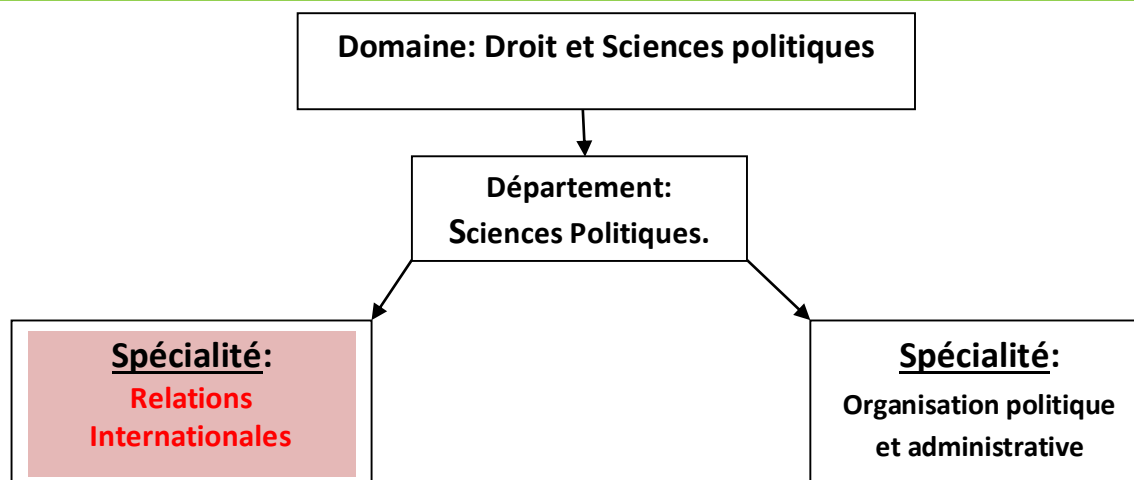 Domaine: Droit et Sciences politiques
Département:
Sciences Politiques.
Spécialité:
Relations
Internationales
Spécialité:
Organisation politique
et administrative